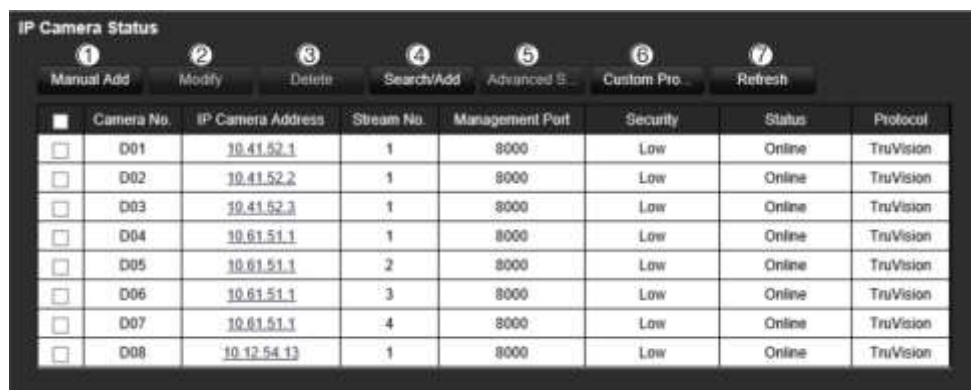 IP Camera Status
1 2 3 4 5 6 7
Manual Add Modify Delete Search/Add Advanced S... Custom Pro... Refresh
Camera No. IP Camera Address Stream No. Management Port Security Status Protocol
D01 10.41.52.1 1 8000 Low Online TruVision
D02 10.41.52.2 1 8000 Low Online TruVision
D03 10.41.52.3 1 8000 Low Online TruVision
D04 10.61.51.1 1 8000 Low Online TruVision
D05 10.61.51.1 2 8000 Low Online TruVision
D06 10.61.51.1 3 8000 Low Online TruVision
D07 10.61.51.1 4 8000 Low Online TruVision
D08 10.12.54.13 1 8000 Low Online TruVision